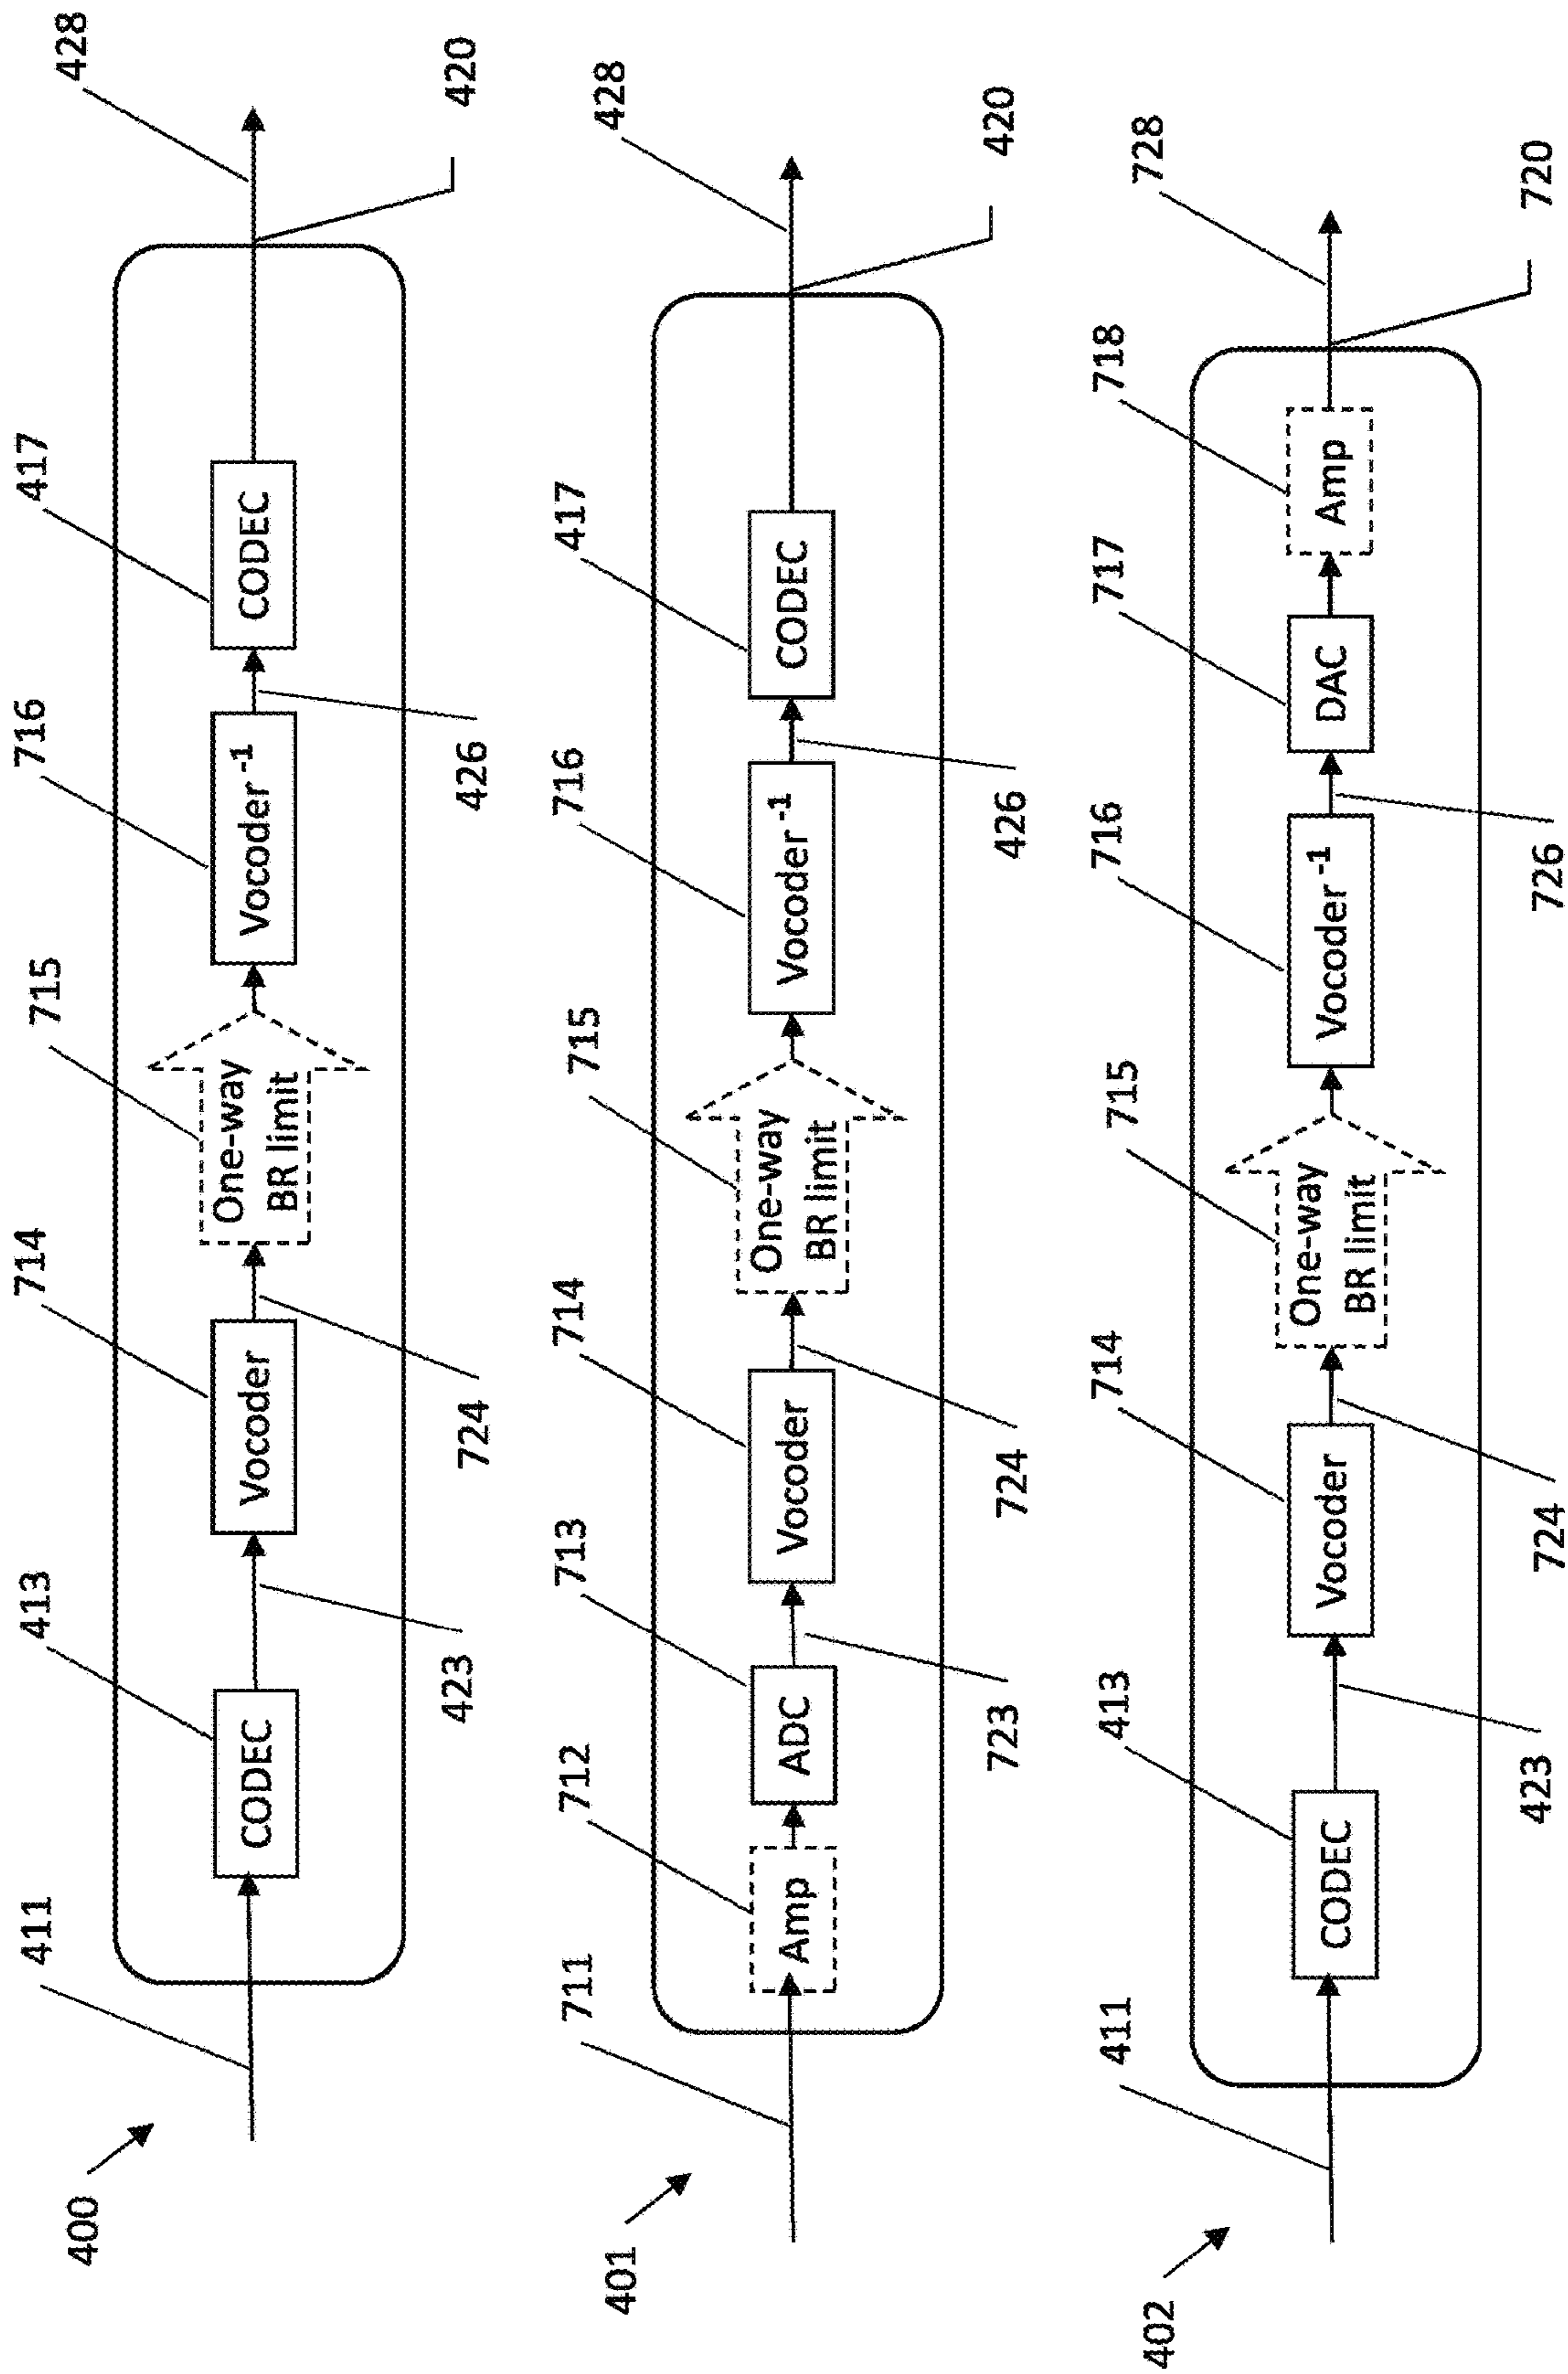 400
411
413
CODEC
423
714
Vocoder
724
715
One-way
BR limit
716
Vocoder⁻¹
426
417
CODEC
428
420
401
711
712
Amp
713
ADC
723
714
Vocoder
724
715
One-way
BR limit
716
Vocoder⁻¹
426
417
CODEC
428
420
402
411
413
CODEC
423
714
Vocoder
724
715
One-way
BR limit
716
Vocoder⁻¹
726
717
DAC
718
Amp
728
720